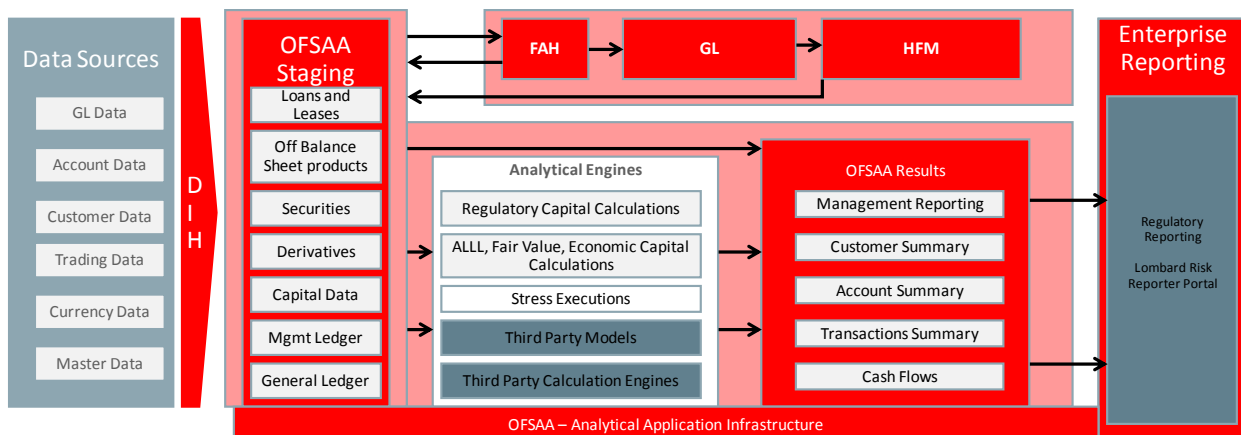 Data Sources
GL Data
Account Data
Customer Data
Trading Data
Currency Data
Master Data
D
I
H
OFSAA
Staging
Loans and
Leases
Off Balance
Sheet products
Securities
Derivatives
Capital Data
Mgmt Ledger
General Ledger
FAH
GL
HFM
Analytical Engines
Regulatory Capital Calculations
ALLL, Fair Value, Economic Capital
Calculations
Stress Executions
Third Party Models
Third Party Calculation Engines
OFSAA Results
Management Reporting
Customer Summary
Account Summary
Transactions Summary
Cash Flows
Enterprise
Reporting
Regulatory
Reporting
Lombard Risk
Reporter Portal
OFSAA – Analytical Application Infrastructure